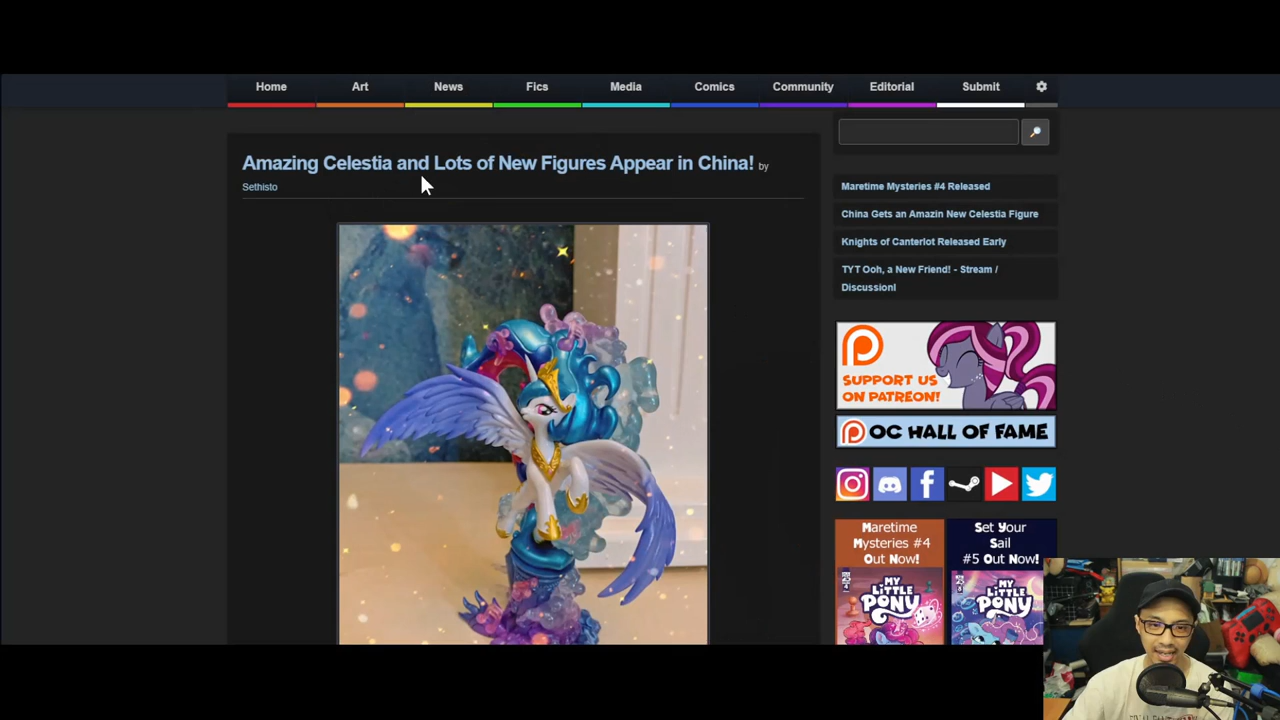 Home Art News Fics Media Comics Community Editorial Submit
Amazing Celestia and Lots of New Figures Appear in China! by
Sethisto
Maretime Mysteries #4 Released
China Gets an Amazin New Celestia Figure
Knights of Canterlot Released Early
TYT Ooh, a New Friend! - Stream /
Discussion!
SUPPORT US
ON PATREON!
OC HALL OF FAME
Maretime
Mysteries #4
Out Now!
MY
LITTLE
PONY
Set Your
Sail
#5 Out Now!
MY
LITTLE
PONY